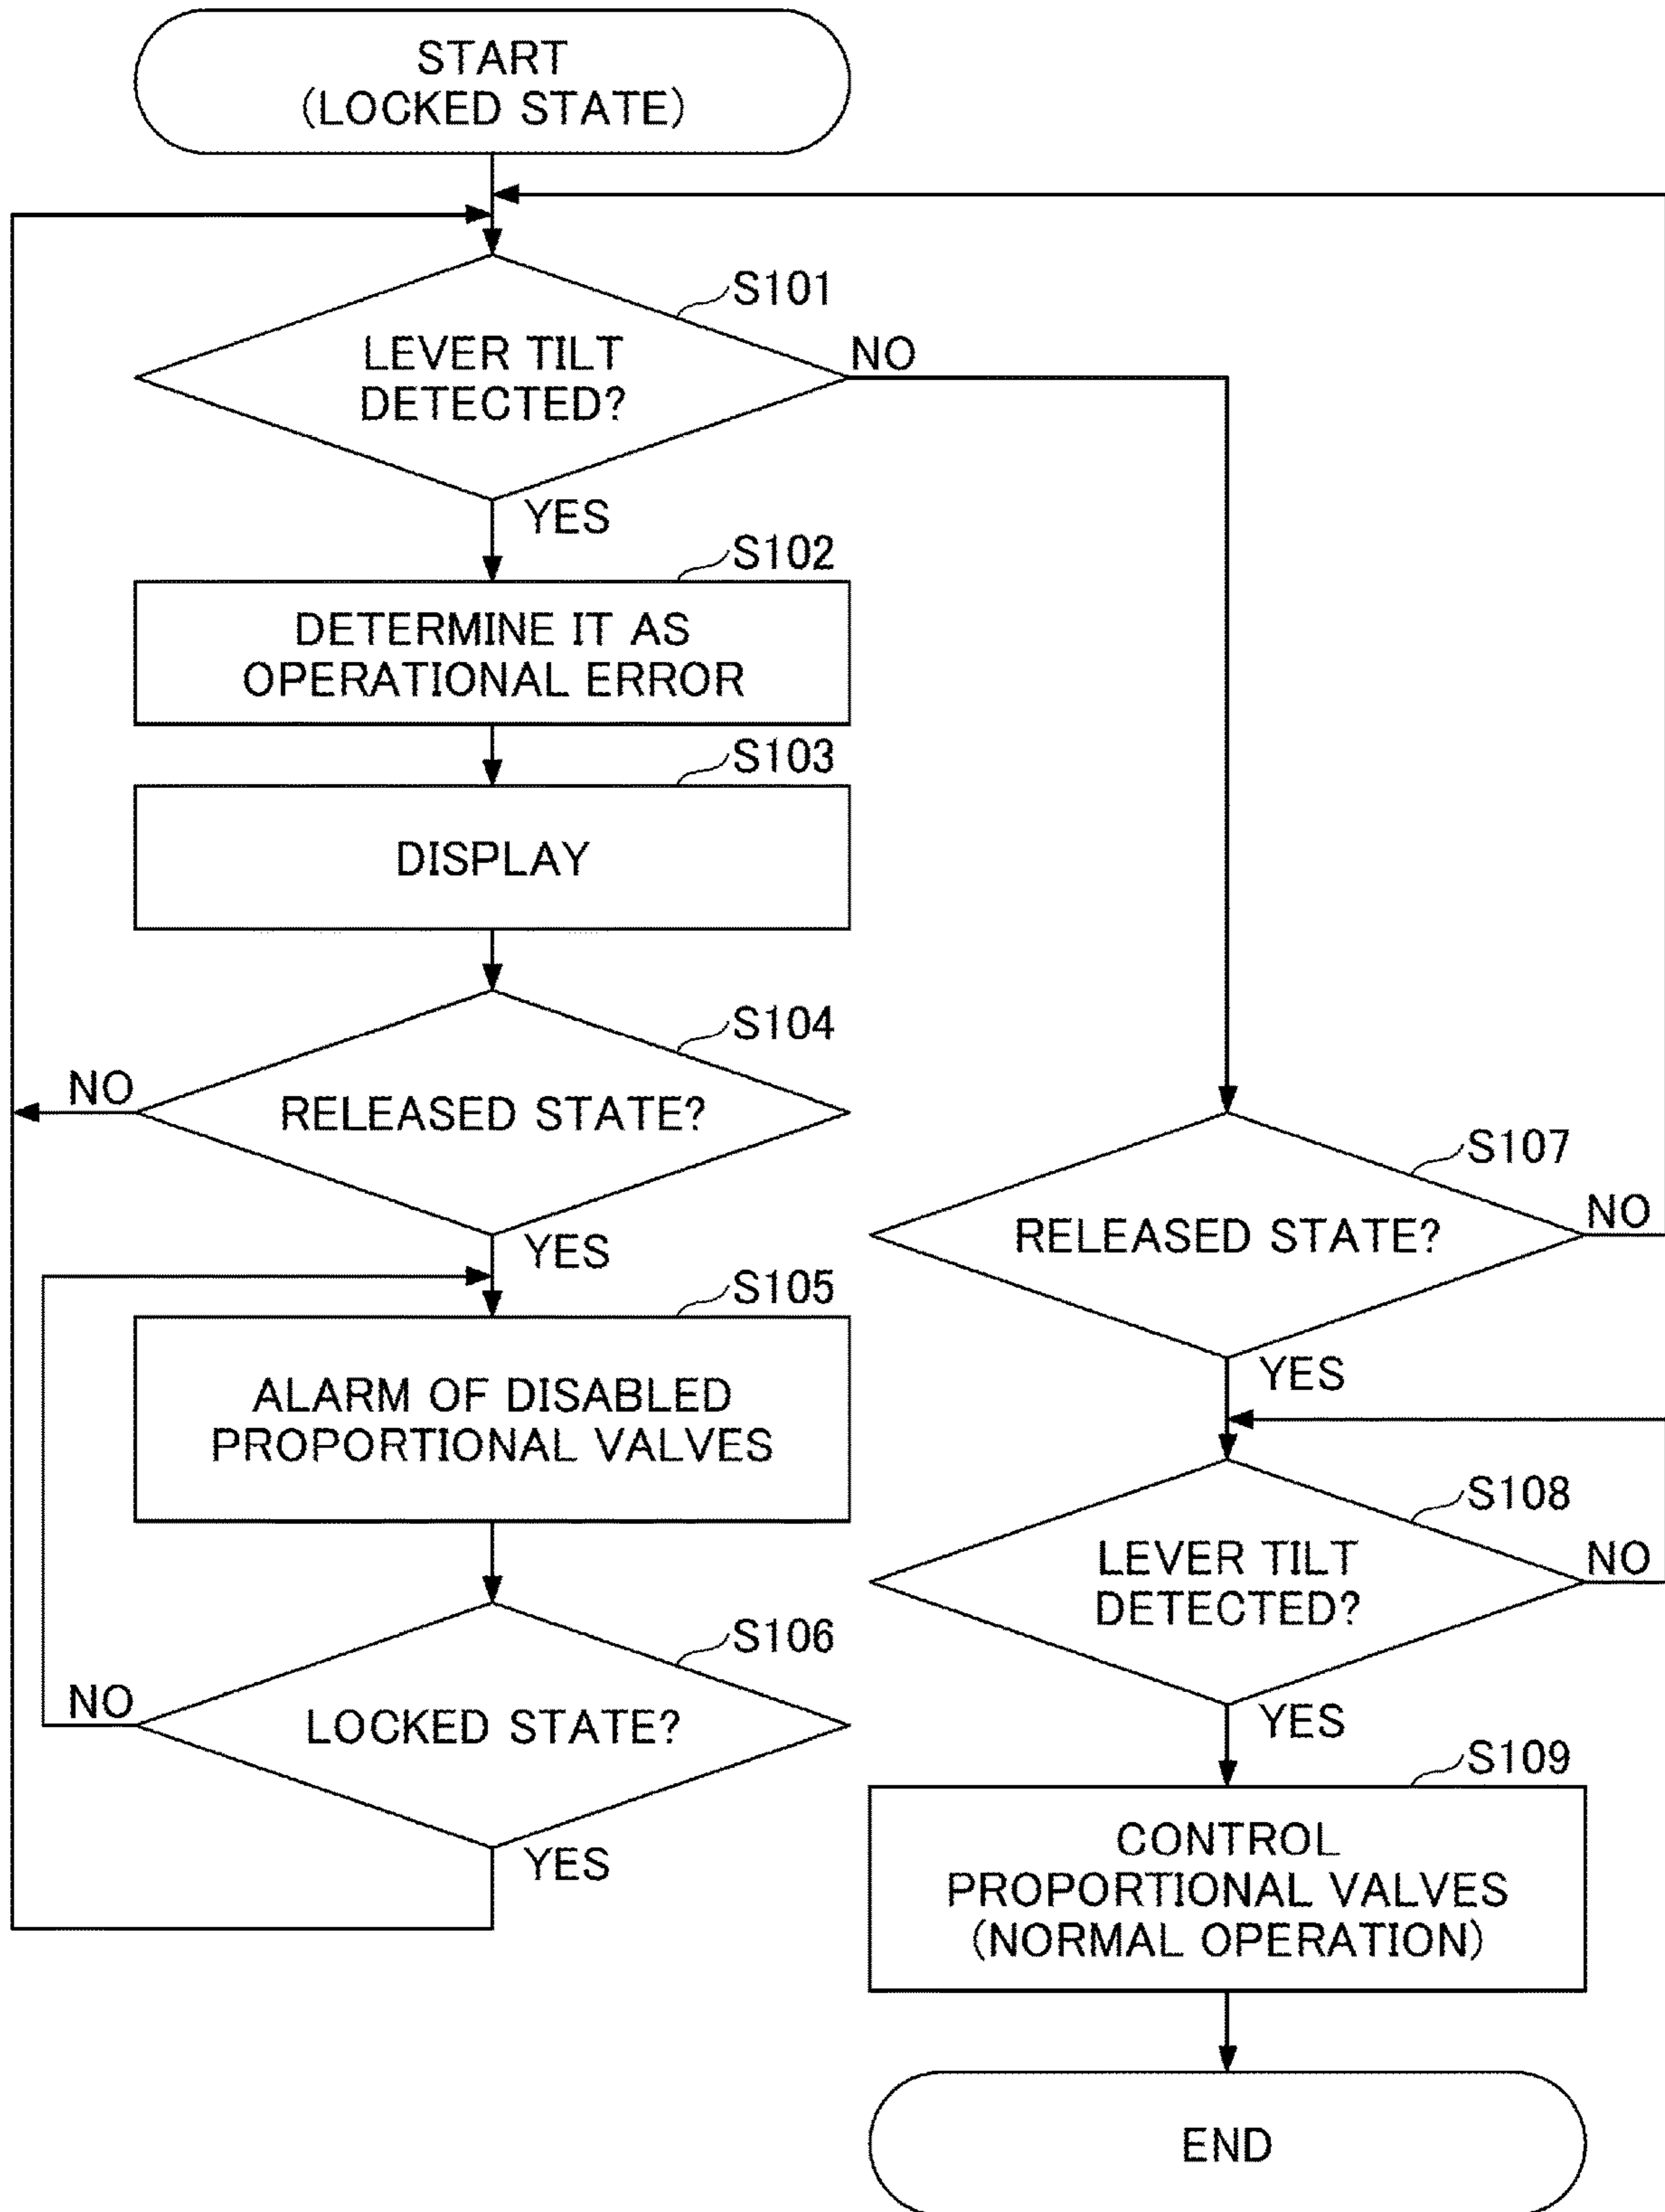 START
(LOCKED STATE)
S101
LEVER TILT
DETECTED?
NO
YES
S102
DETERMINE IT AS
OPERATIONAL ERROR
S103
DISPLAY
S104
RELEASED STATE?
NO
YES
S105
ALARM OF DISABLED
PROPORTIONAL VALVES
S106
LOCKED STATE?
NO
YES
S107
RELEASED STATE?
NO
YES
S108
LEVER TILT
DETECTED?
NO
YES
S109
CONTROL
PROPORTIONAL VALVES
(NORMAL OPERATION)
END